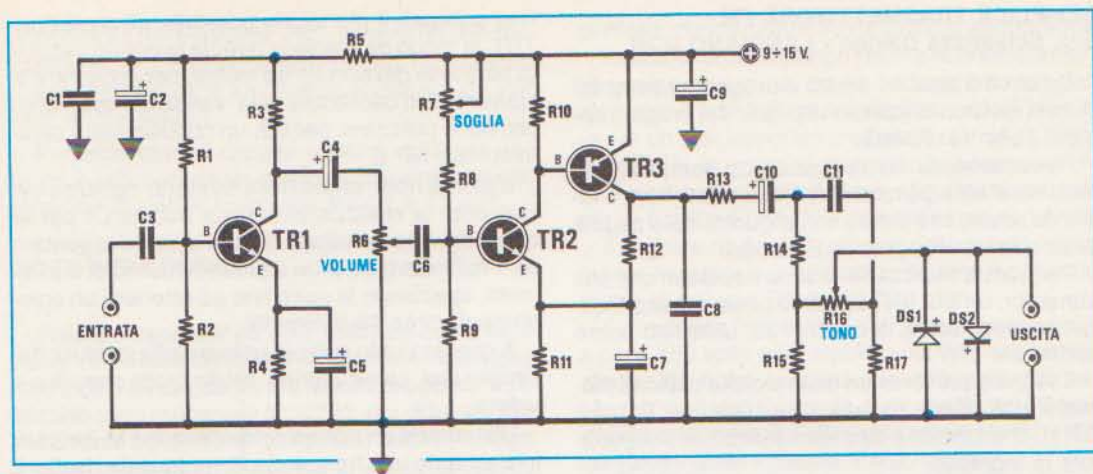 R5
9÷15 V.
C1
C2
R3
R7
SOGLIA
R10
C9
C4
TR3
B
E
C
R1
R8
R13
C10
C11
C3
B
C
E
TR1
R6
VOLUME
C6
B
C
E
TR2
R12
R14
ENTRATA
R2
R4
C5
R9
R11
C7
C8
R15
R16
TONO
R17
DS1
DS2
USCITA